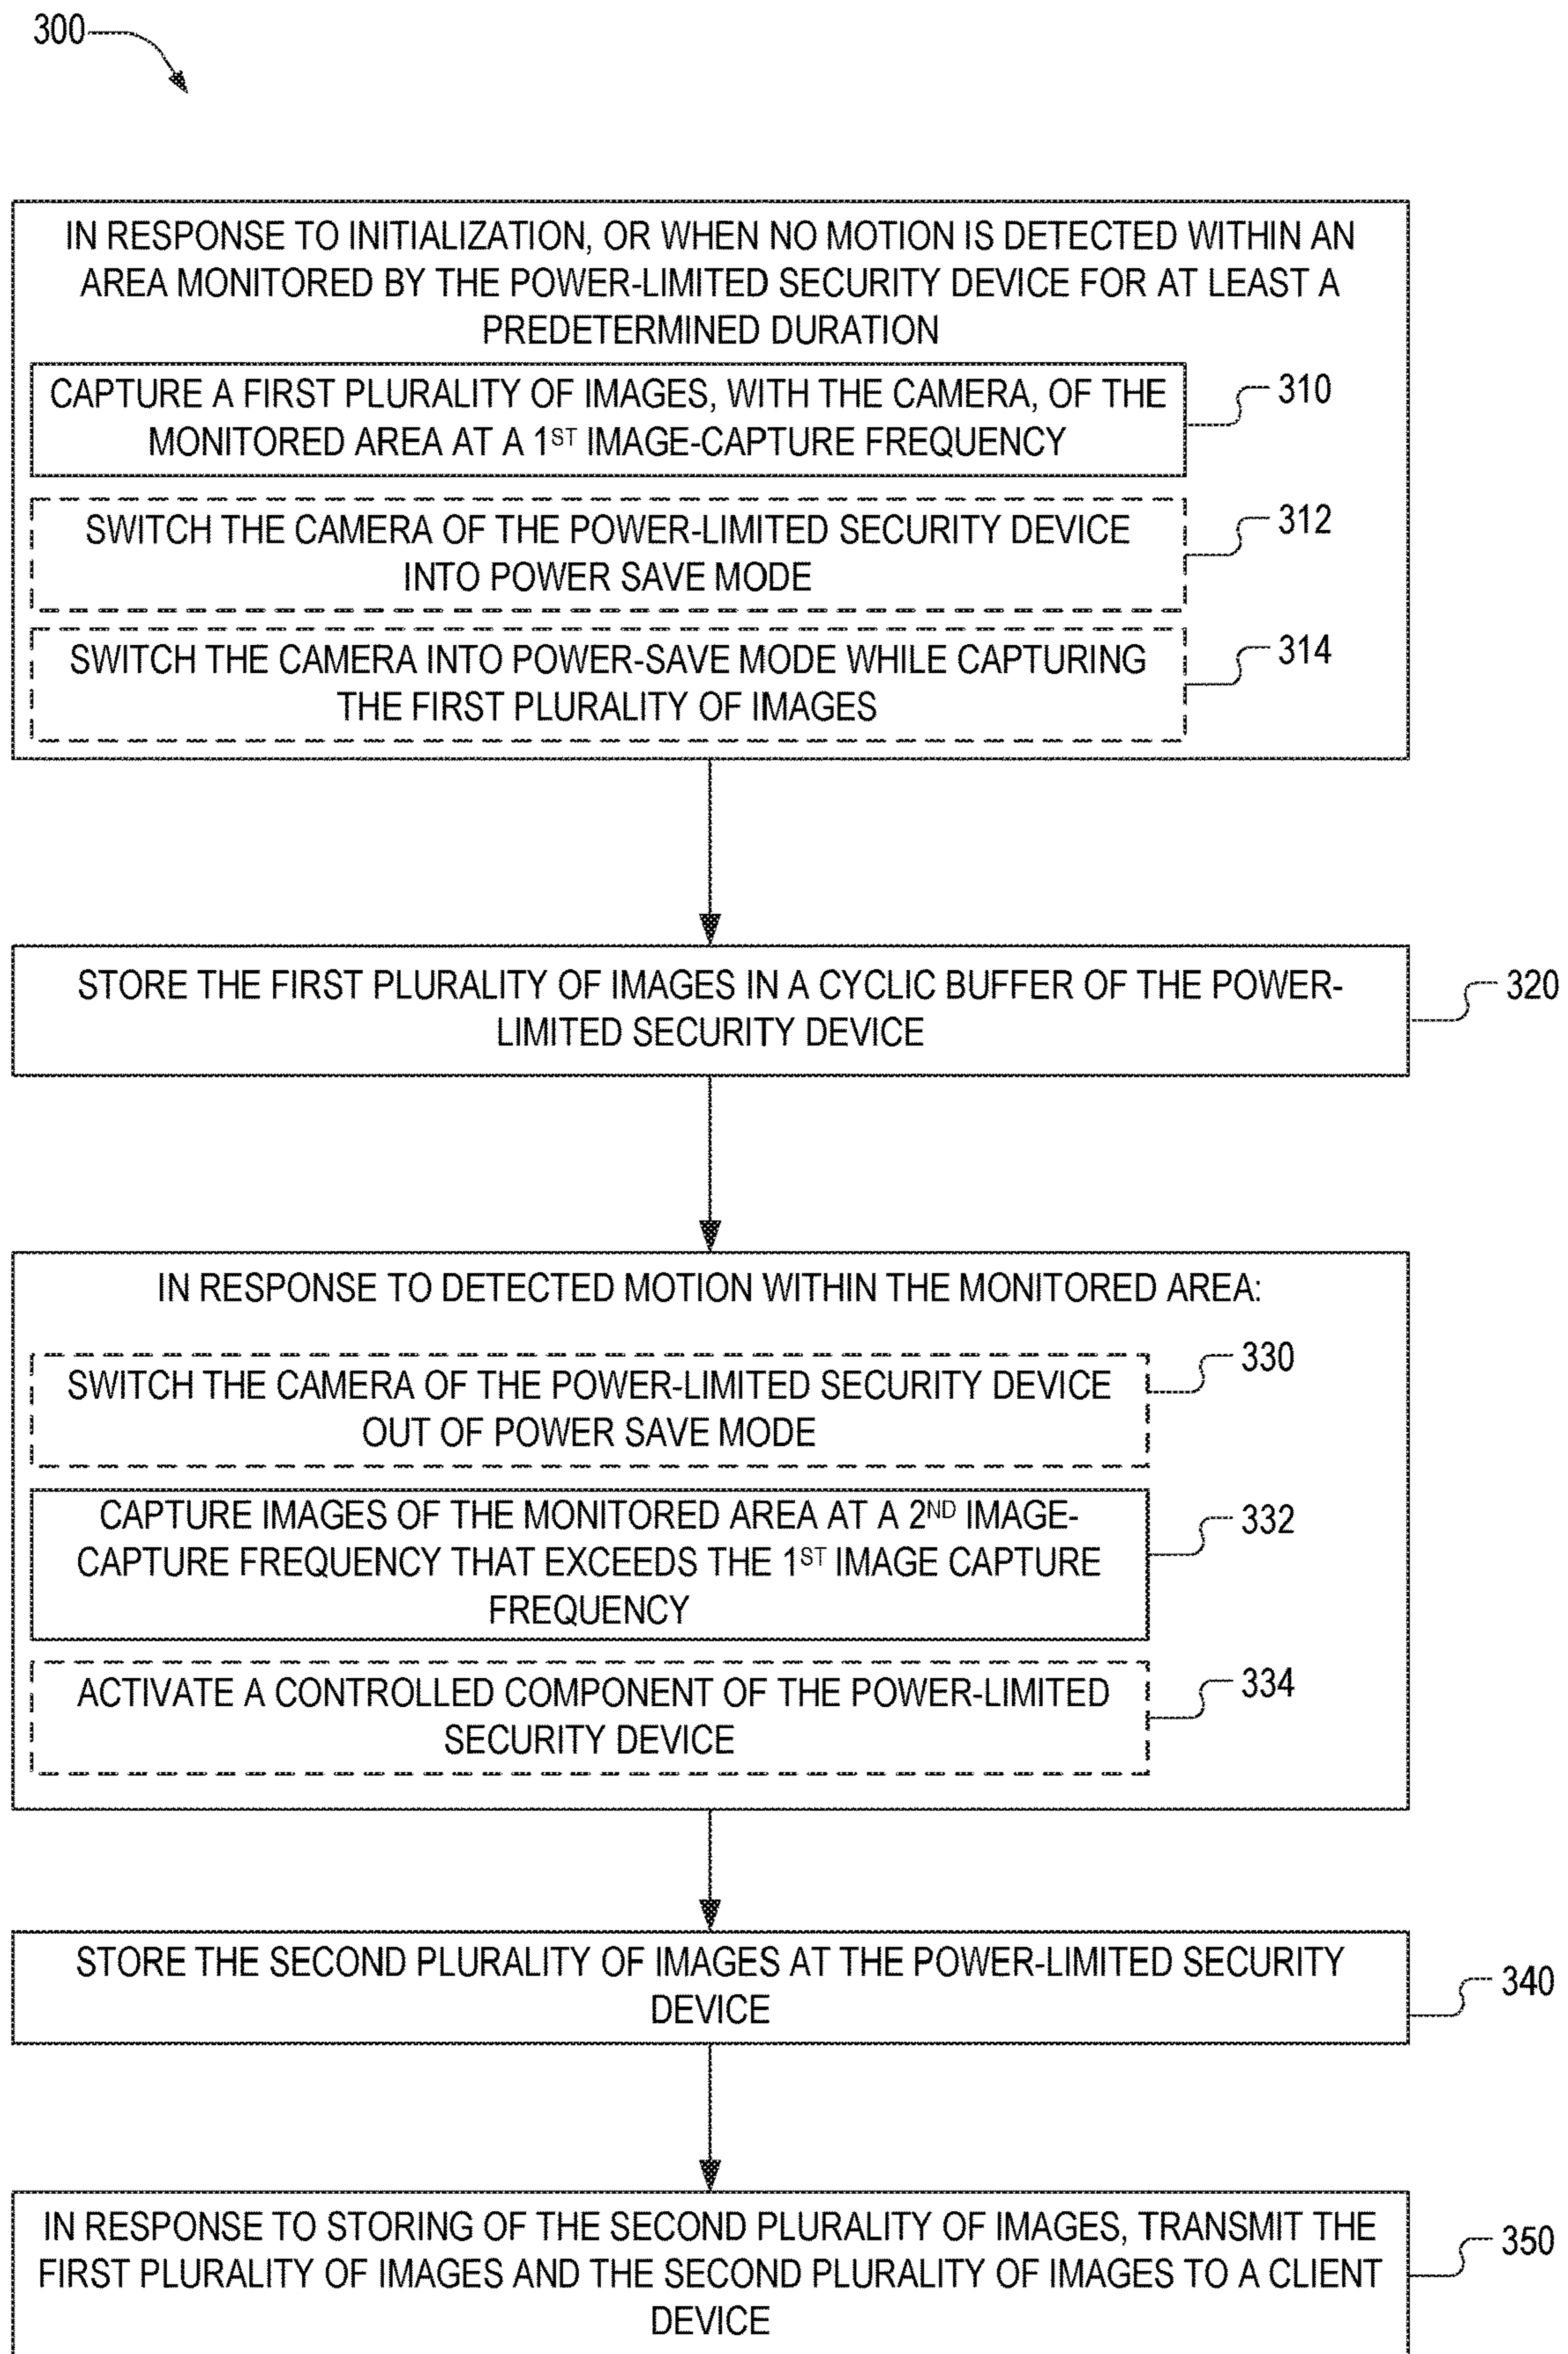 300
IN RESPONSE TO INITIALIZATION, OR WHEN NO MOTION IS DETECTED WITHIN AN
AREA MONITORED BY THE POWER-LIMITED SECURITY DEVICE FOR AT LEAST A
PREDETERMINED DURATION
CAPTURE A FIRST PLURALITY OF IMAGES, WITH THE CAMERA, OF THE
MONITORED AREA AT A 1ST IMAGE-CAPTURE FREQUENCY
310
SWITCH THE CAMERA OF THE POWER-LIMITED SECURITY DEVICE
INTO POWER SAVE MODE
312
SWITCH THE CAMERA INTO POWER-SAVE MODE WHILE CAPTURING
THE FIRST PLURALITY OF IMAGES
314
STORE THE FIRST PLURALITY OF IMAGES IN A CYCLIC BUFFER OF THE POWER-
LIMITED SECURITY DEVICE
320
IN RESPONSE TO DETECTED MOTION WITHIN THE MONITORED AREA:
SWITCH THE CAMERA OF THE POWER-LIMITED SECURITY DEVICE
OUT OF POWER SAVE MODE
330
CAPTURE IMAGES OF THE MONITORED AREA AT A 2ND IMAGE-
CAPTURE FREQUENCY THAT EXCEEDS THE 1ST IMAGE CAPTURE
FREQUENCY
332
ACTIVATE A CONTROLLED COMPONENT OF THE POWER-LIMITED
SECURITY DEVICE
334
STORE THE SECOND PLURALITY OF IMAGES AT THE POWER-LIMITED SECURITY
DEVICE
340
IN RESPONSE TO STORING OF THE SECOND PLURALITY OF IMAGES, TRANSMIT THE
FIRST PLURALITY OF IMAGES AND THE SECOND PLURALITY OF IMAGES TO A CLIENT
DEVICE
350